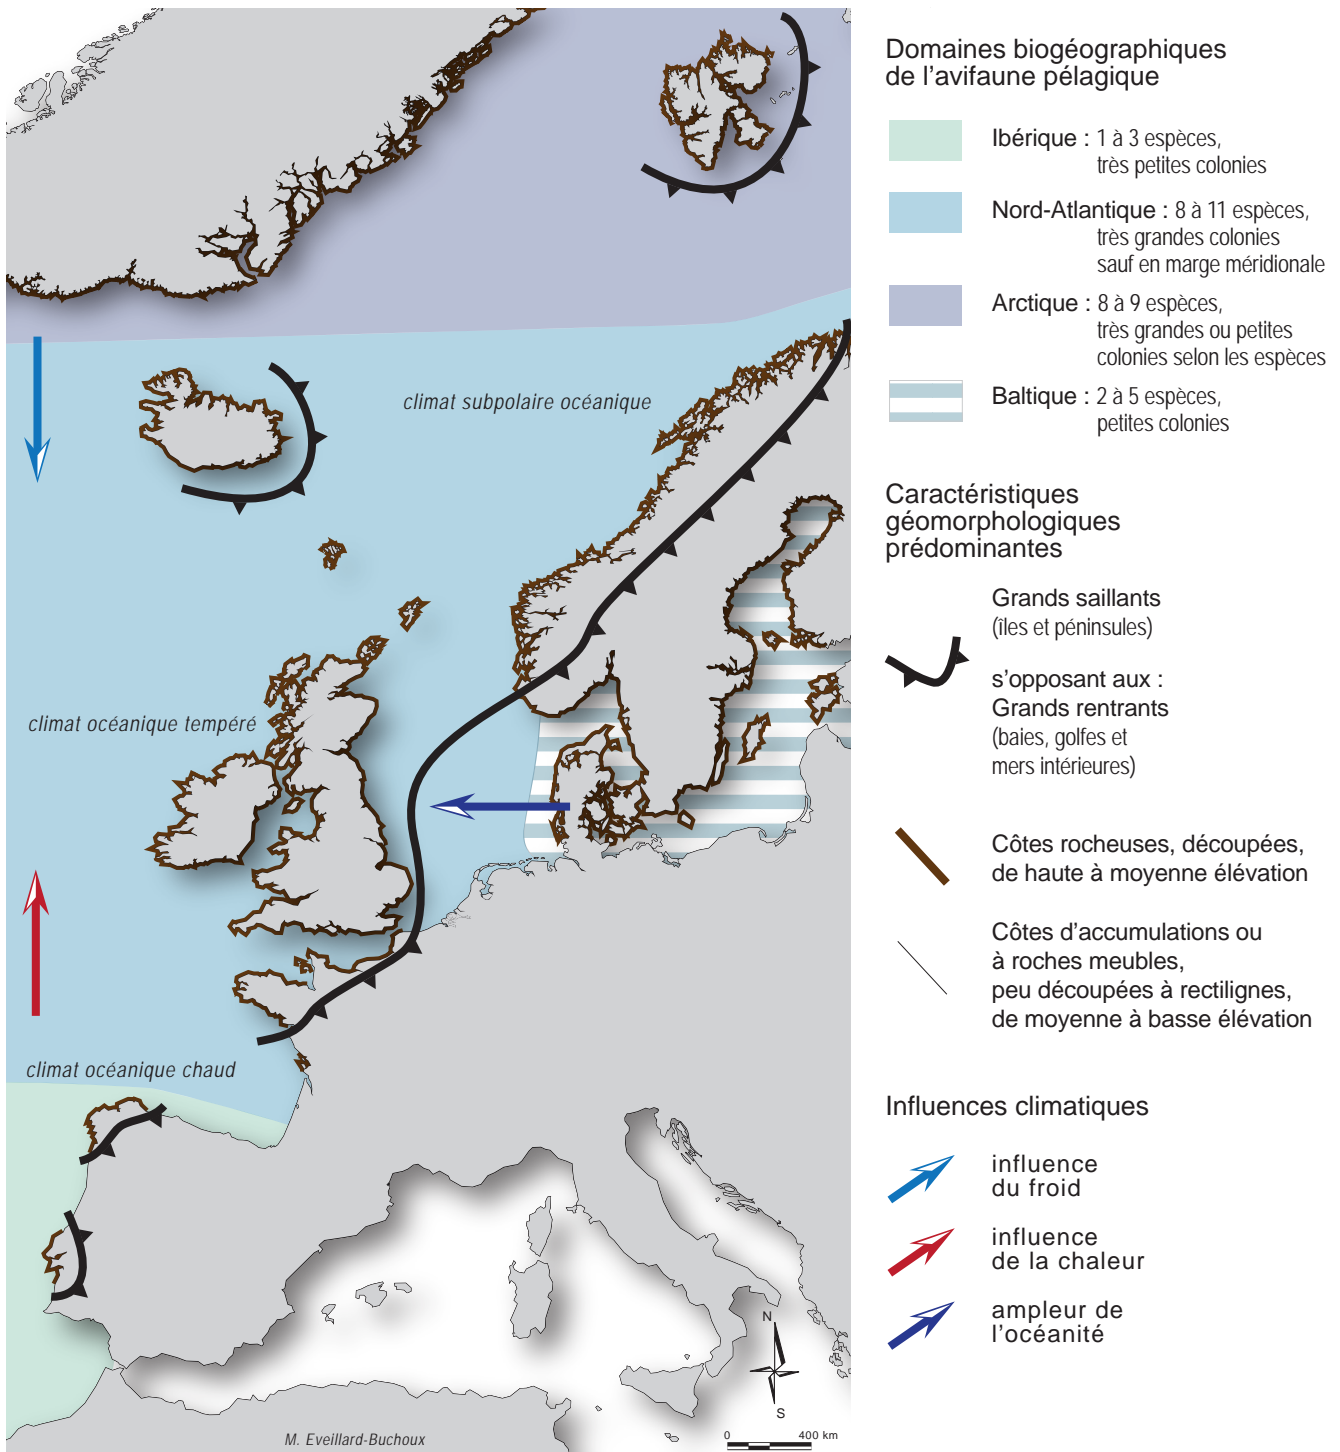 climat subpolaire océanique
climat océanique tempéré
climat océanique chaud
M. Eveillard-Buchoux
N
S
0 400 km
Domaines biogéographiques
de l'avifaune pélagique
Ibérique : 1 à 3 espèces,
très petites colonies
Nord-Atlantique : 8 à 11 espèces,
très grandes colonies
sauf en marge méridionale
Arctique : 8 à 9 espèces,
très grandes ou petites
colonies selon les espèces
Baltique : 2 à 5 espèces,
petites colonies
Caractéristiques
géomorphologiques
prédominantes
Grands saillants
(îles et péninsules)
s'opposant aux :
Grands rentrants
(baies, golfes et
mers intérieures)
Côtes rocheuses, découpées,
de haute à moyenne élévation
Côtes d'accumulations ou
à roches meubles,
peu découpées à rectilignes,
de moyenne à basse élévation
Influences climatiques
influence
du froid
influence
de la chaleur
ampleur de
l'océanité